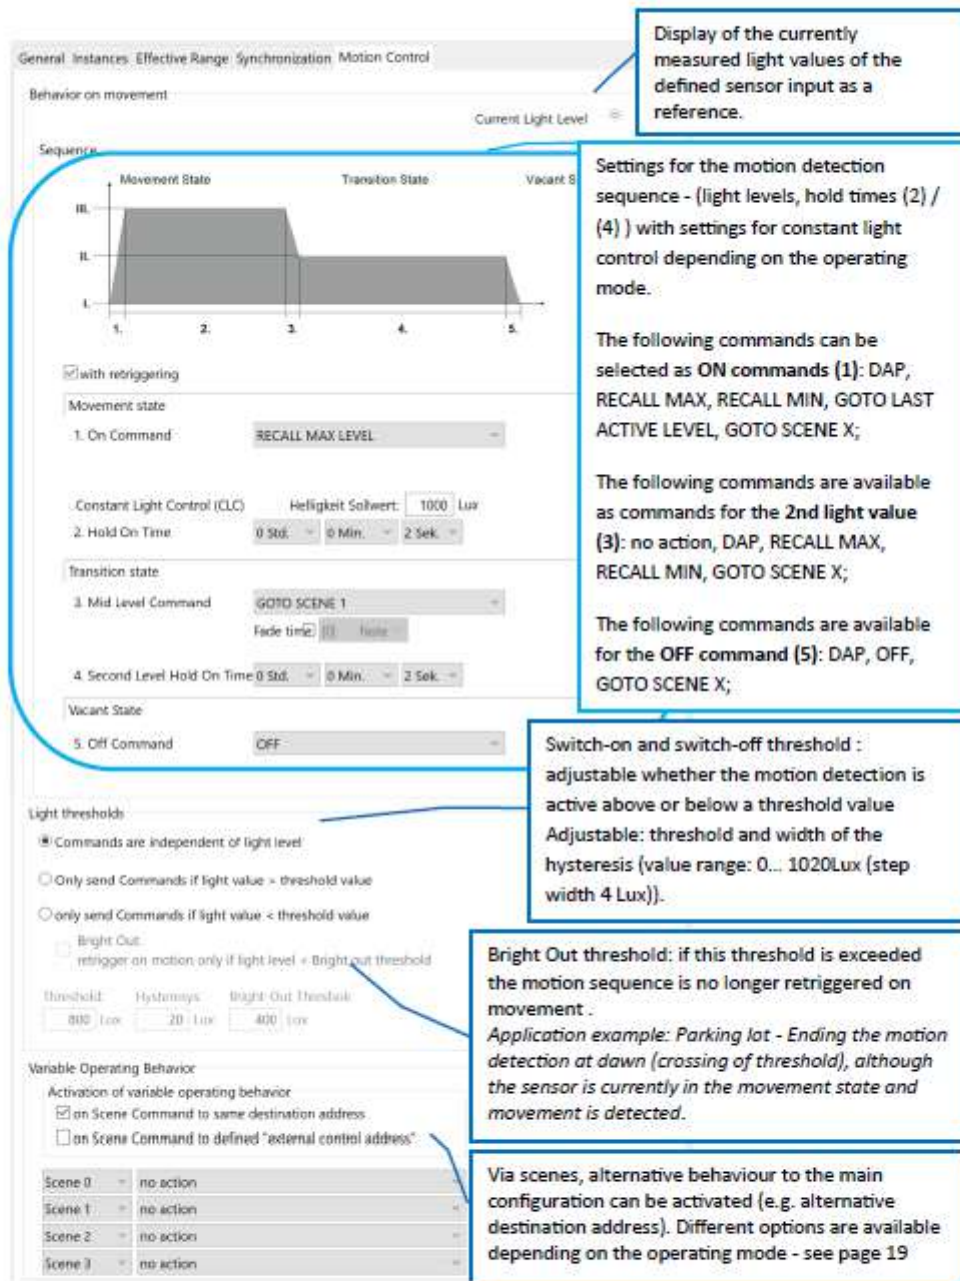 Display of the currently
measured light values of the
defined sensor input as a
reference.
General Instances Effective Range Synchronization Motion Control
Behavior on movement
Current Light Level
Sequence
Movement State Transition State Vacant S
III.
II.
I.
1. 2. 3. 4. 5.
Settings for the motion detection
sequence - (light levels, hold times (2) /
(4) ) with settings for constant light
control depending on the operating
mode.
The following commands can be
selected as ON commands (1): DAP,
RECALL MAX, RECALL MIN, GOTO LAST
ACTIVE LEVEL, GOTO SCENE X;
The following commands are available
as commands for the 2nd light value
(3): no action, DAP, RECALL MAX,
RECALL MIN, GOTO SCENE X;
The following commands are available
for the OFF command (5): DAP, OFF,
GOTO SCENE X;
with retriggering
Movement state
1. On Command RECALL MAX LEVEL
Constant Light Control (CLC) Helligkeit Sollwert: 1000 Lux
2. Hold On Time 0 Std. 0 Min. 2 Sek.
Transition state
3. Mid Level Command GOTO SCENE 1
Fade time
4. Second Level Hold On Time 0 Std. 0 Min. 2 Sek.
Vacant State
5. Off Command OFF
Switch-on and switch-off threshold :
adjustable whether the motion detection is
active above or below a threshold value
Adjustable: threshold and width of the
hysteresis (value range: 0... 1020Lux (step
width 4 Lux)).
Light thresholds
Commands are independent of light level
Only send Commands if light value > threshold value
only send Commands if light value < threshold value
Bright Out:
retrigger on motion only if light level < Bright out threshold
Threshold: Hysteresys Bright-Out Threshold
800 Lux 20 Lux 400 Lux
Bright Out threshold: if this threshold is exceeded
the motion sequence is no longer retriggered on
movement .
Application example: Parking lot - Ending the motion
detection at dawn (crossing of threshold), although
the sensor is currently in the movement state and
movement is detected.
Variable Operating Behavior
Activation of variable operating behavior
on Scene Command to same destination address
on Scene Command to defined "external control address"
Scene 0 no action
Scene 1 no action
Scene 2 no action
Scene 3 no action
Via scenes, alternative behaviour to the main
configuration can be activated (e.g. alternative
destination address). Different options are available
depending on the operating mode - see page 19